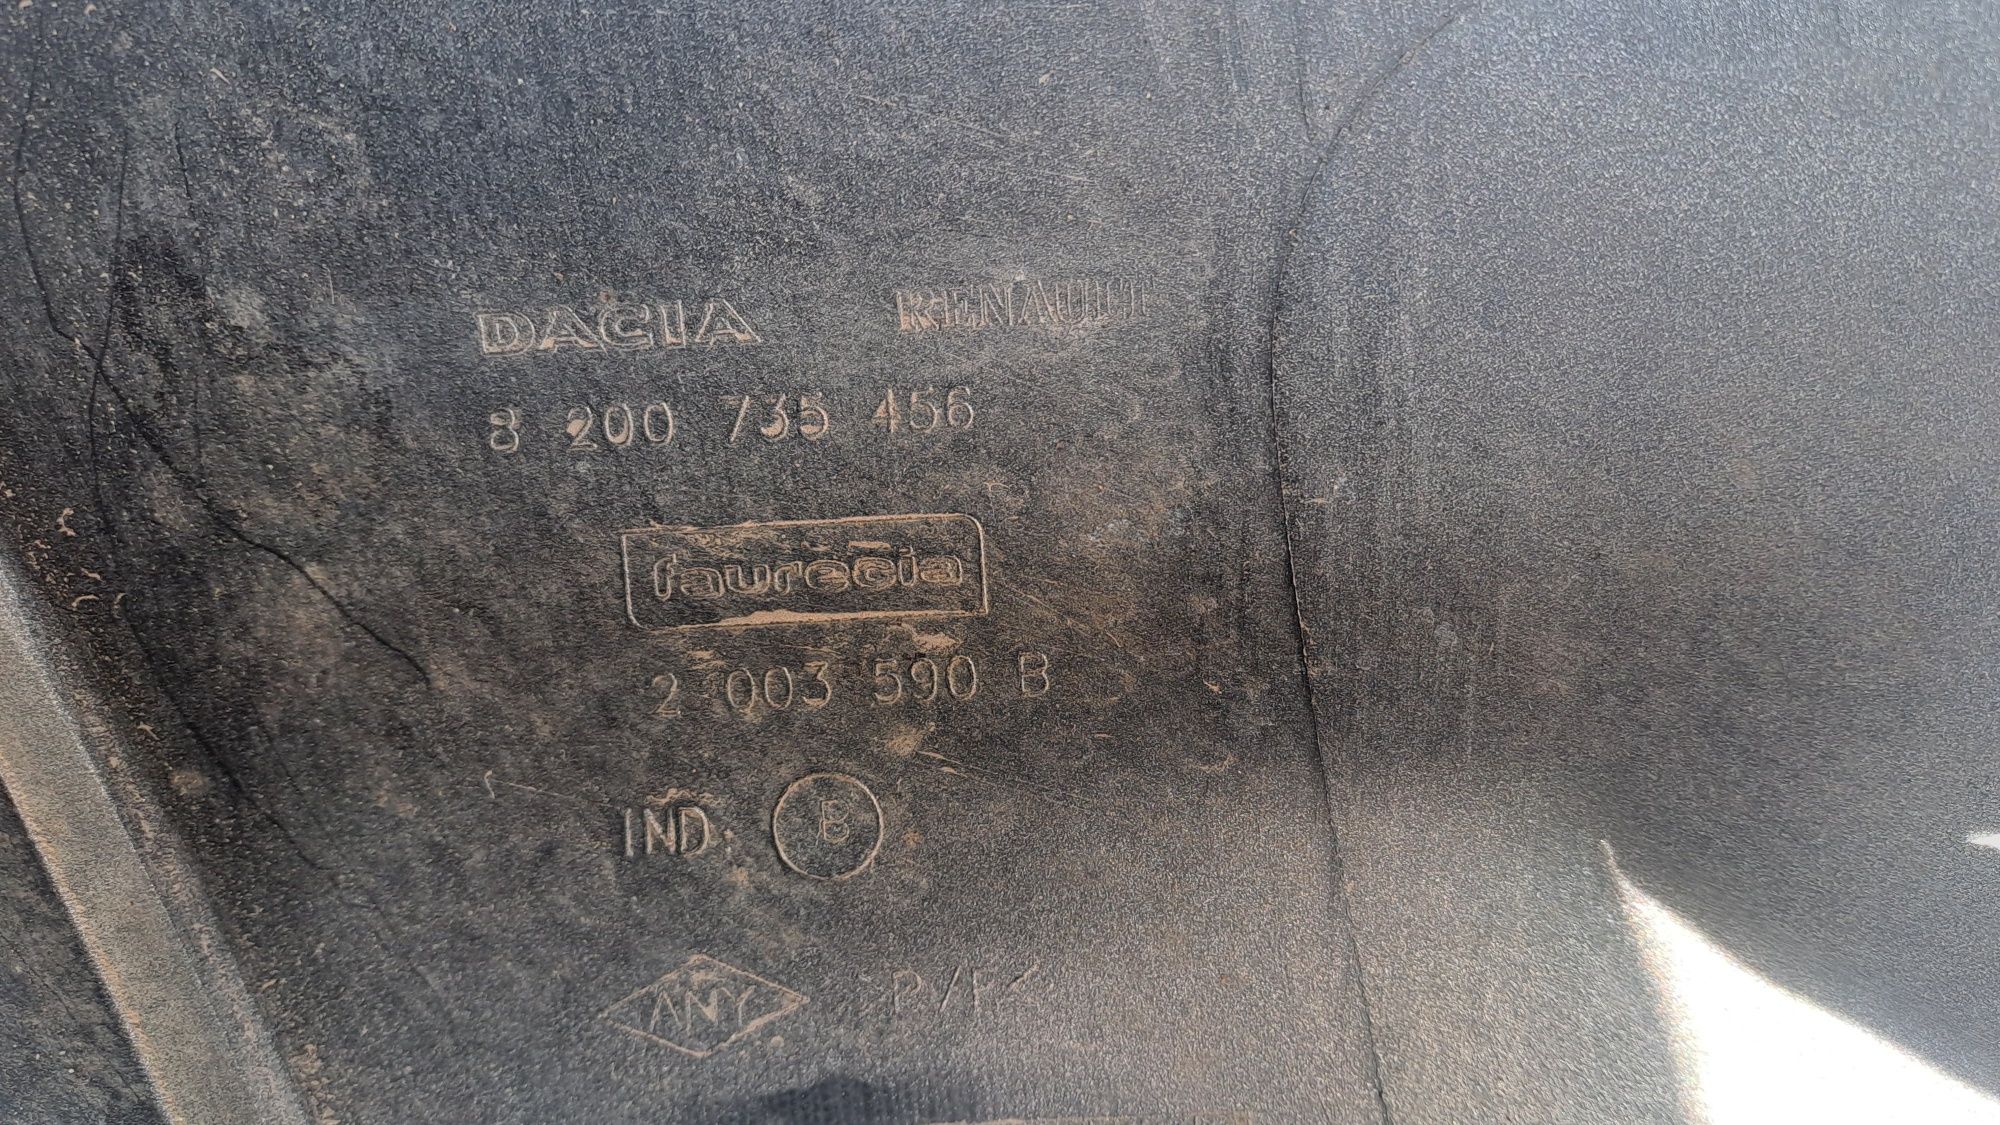 DACIA RENAULT
8 200 735 456
faurecia
2 003 590 B
IND: B
ANY >P/E<